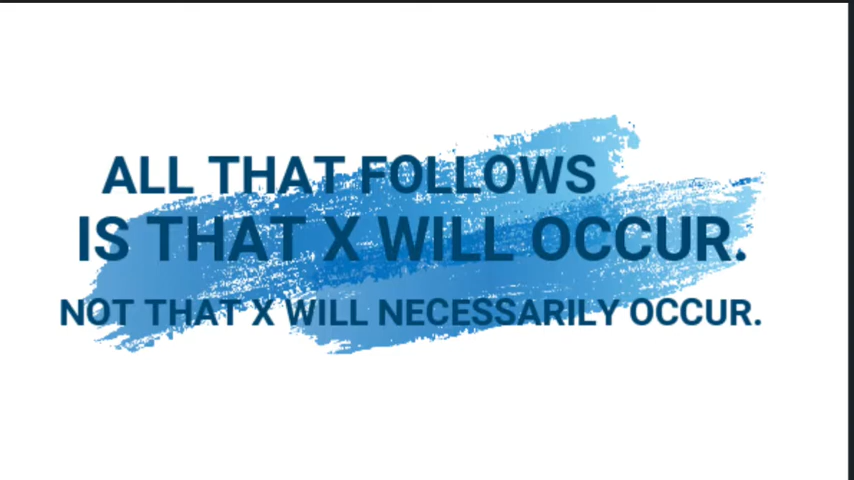 ALL THAT FOLLOWS
IS THAT X WILL OCCUR.
NOT THAT X WILL NECESSARILY OCCUR.